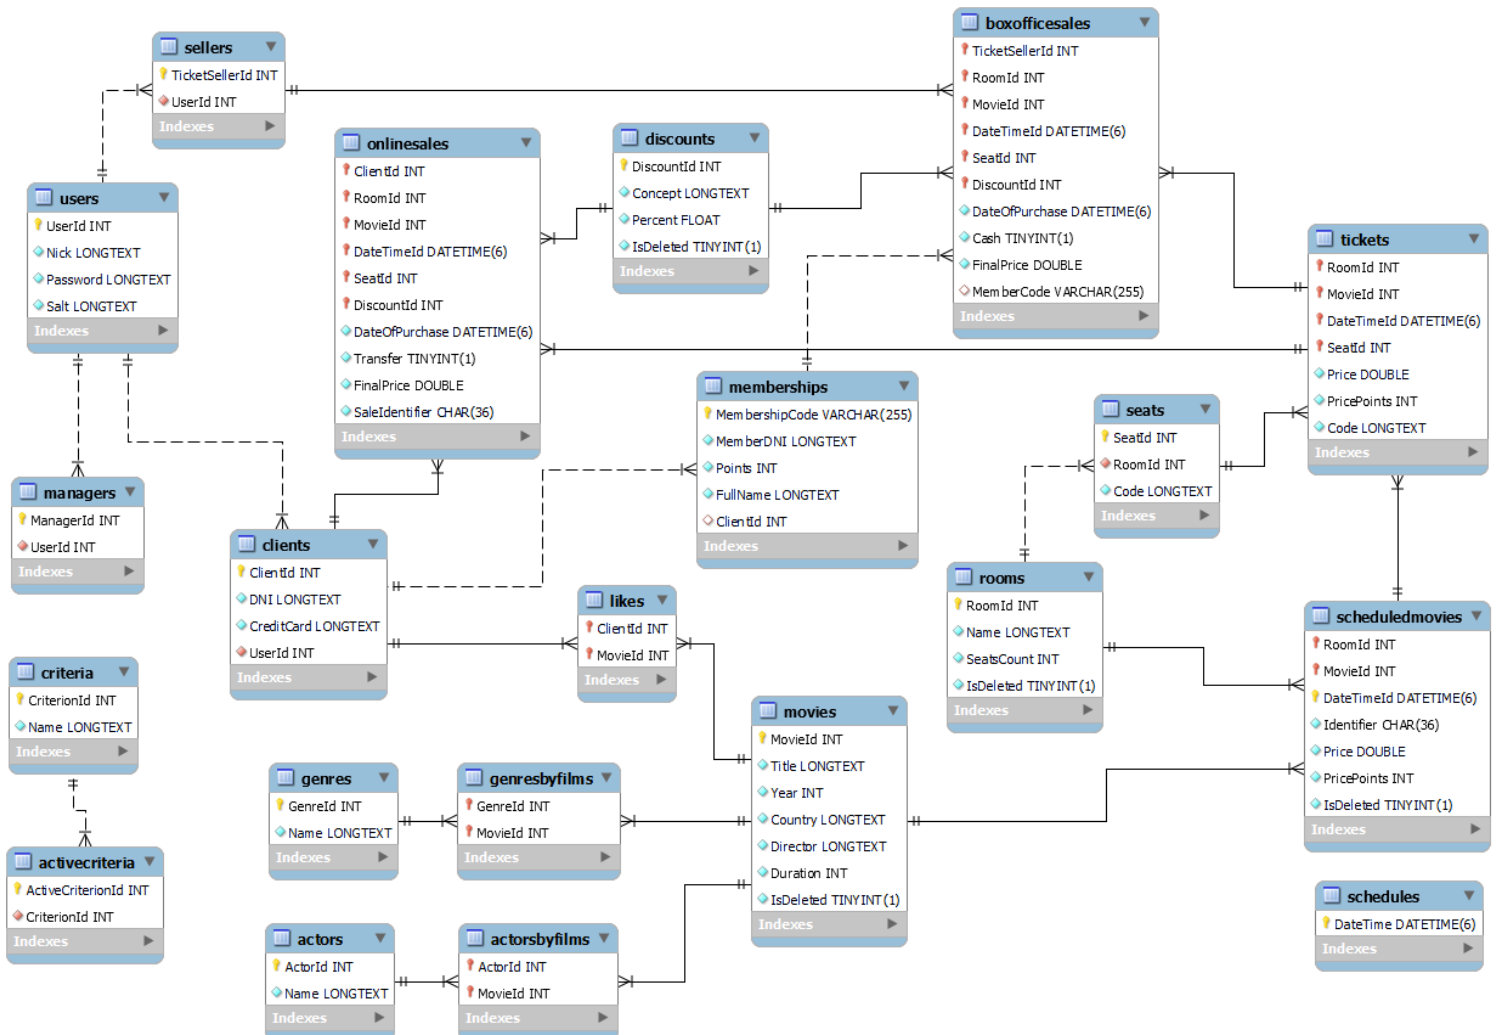 sellers
TicketSellerId INT
UserId INT
Indexes
users
UserId INT
Nick LONGTEXT
Password LONGTEXT
Salt LONGTEXT
Indexes
managers
ManagerId INT
UserId INT
Indexes
criteria
CriterionId INT
Name LONGTEXT
Indexes
activecriteria
ActiveCriterionId INT
CriterionId INT
Indexes
onlinesales
ClientId INT
RoomId INT
MovieId INT
DateTimeId DATETIME(6)
SeatId INT
DiscountId INT
DateOfPurchase DATETIME(6)
Transfer TINYINT(1)
FinalPrice DOUBLE
SaleIdentifier CHAR(36)
Indexes
clients
ClientId INT
DNI LONGTEXT
CreditCard LONGTEXT
UserId INT
Indexes
genres
GenreId INT
Name LONGTEXT
Indexes
actors
ActorId INT
Name LONGTEXT
Indexes
genresbyfilms
GenreId INT
MovieId INT
Indexes
actorsbyfilms
ActorId INT
MovieId INT
Indexes
discounts
DiscountId INT
Concept LONGTEXT
Percent FLOAT
IsDeleted TINYINT(1)
Indexes
likes
ClientId INT
MovieId INT
Indexes
memberships
MembershipCode VARCHAR(255)
MemberDNI LONGTEXT
Points INT
FullName LONGTEXT
ClientId INT
Indexes
movies
MovieId INT
Title LONGTEXT
Year INT
Country LONGTEXT
Director LONGTEXT
Duration INT
IsDeleted TINYINT(1)
Indexes
boxofficesales
TicketSellerId INT
RoomId INT
MovieId INT
DateTimeId DATETIME(6)
SeatId INT
DiscountId INT
DateOfPurchase DATETIME(6)
Cash TINYINT(1)
FinalPrice DOUBLE
MemberCode VARCHAR(255)
Indexes
seats
SeatId INT
RoomId INT
Code LONGTEXT
Indexes
rooms
RoomId INT
Name LONGTEXT
SeatsCount INT
IsDeleted TINYINT(1)
Indexes
tickets
RoomId INT
MovieId INT
DateTimeId DATETIME(6)
SeatId INT
Price DOUBLE
PricePoints INT
Code LONGTEXT
Indexes
scheduledmovies
RoomId INT
MovieId INT
DateTimeId DATETIME(6)
Identifier CHAR(36)
Price DOUBLE
PricePoints INT
IsDeleted TINYINT(1)
Indexes
schedules
DateTime DATETIME(6)
Indexes